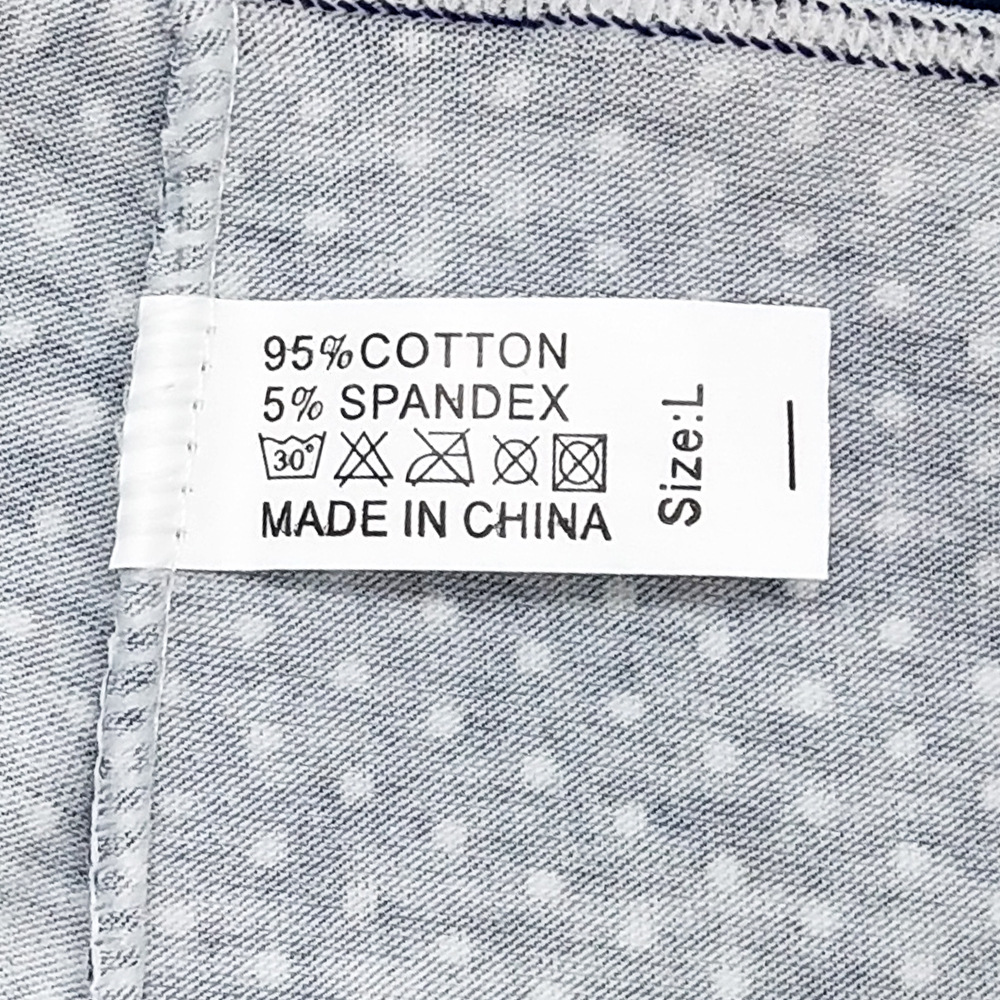 95%COTTON
5% SPANDEX
30°
MADE IN CHINA
Size:L